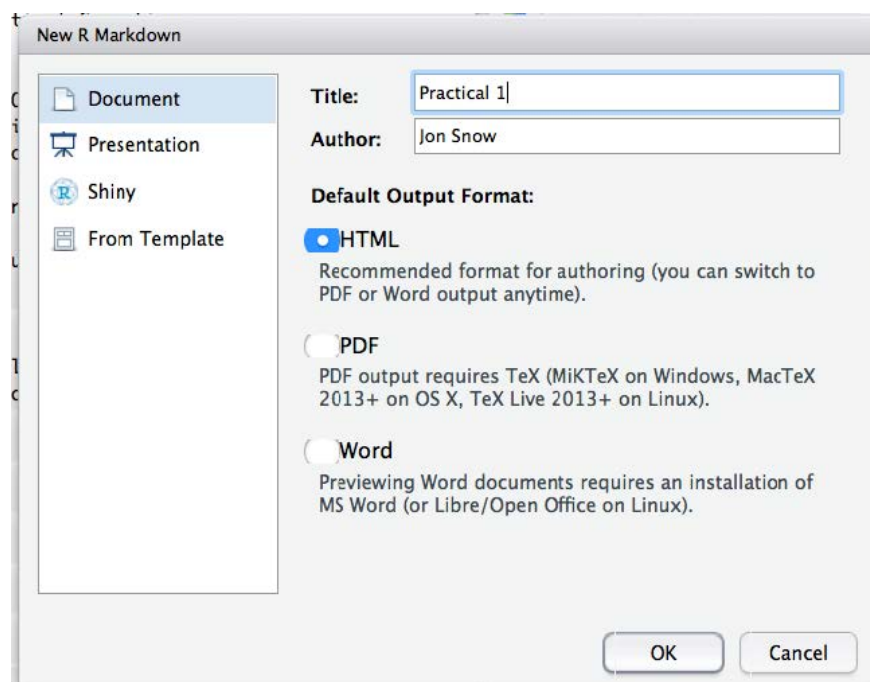 New R Markdown
Document
Presentation
Shiny
From Template
Title:
Practical 1
Author:
Jon Snow
Default Output Format:
HTML
Recommended format for authoring (you can switch to
PDF or Word output anytime).
PDF
PDF output requires TeX (MiKTeX on Windows, MacTeX
2013+ on OS X, TeX Live 2013+ on Linux).
Word
Previewing Word documents requires an installation of
MS Word (or Libre/Open Office on Linux).
OK
Cancel